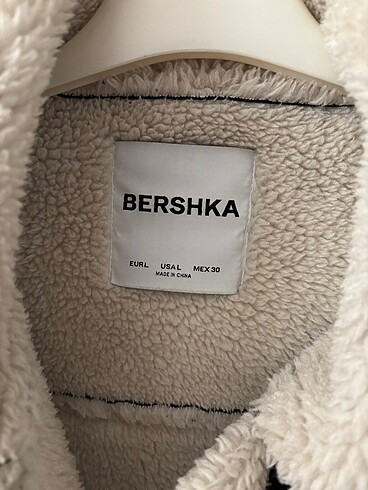 BERSHKA
EUR L USA L MEX 30
MADE IN CHINA